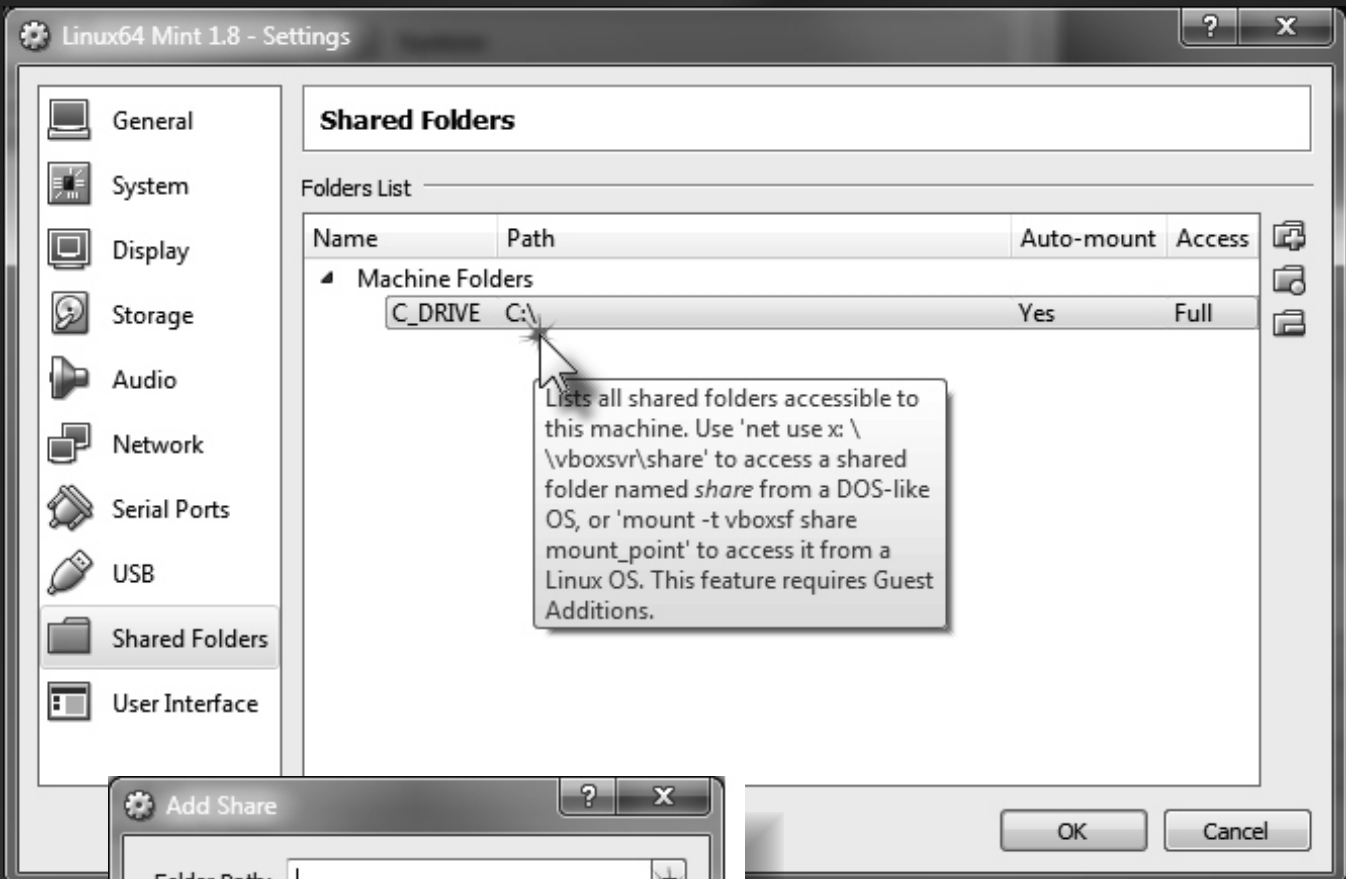 Linux64 Mint 1.8 - Settings
General
System
Display
Storage
Audio
Network
Serial Ports
USB
Shared Folders
User Interface
Shared Folders
Folders List
Name Path Auto-mount Access
Machine Folders
C_DRIVE C:\ Yes Full
Lists all shared folders accessible to
this machine. Use 'net use x: \
\vboxsvr\share' to access a shared
folder named share from a DOS-like
OS, or 'mount -t vboxsf share
mount_point' to access it from a
Linux OS. This feature requires Guest
Additions.
OK Cancel
Add Share
Folder Path: